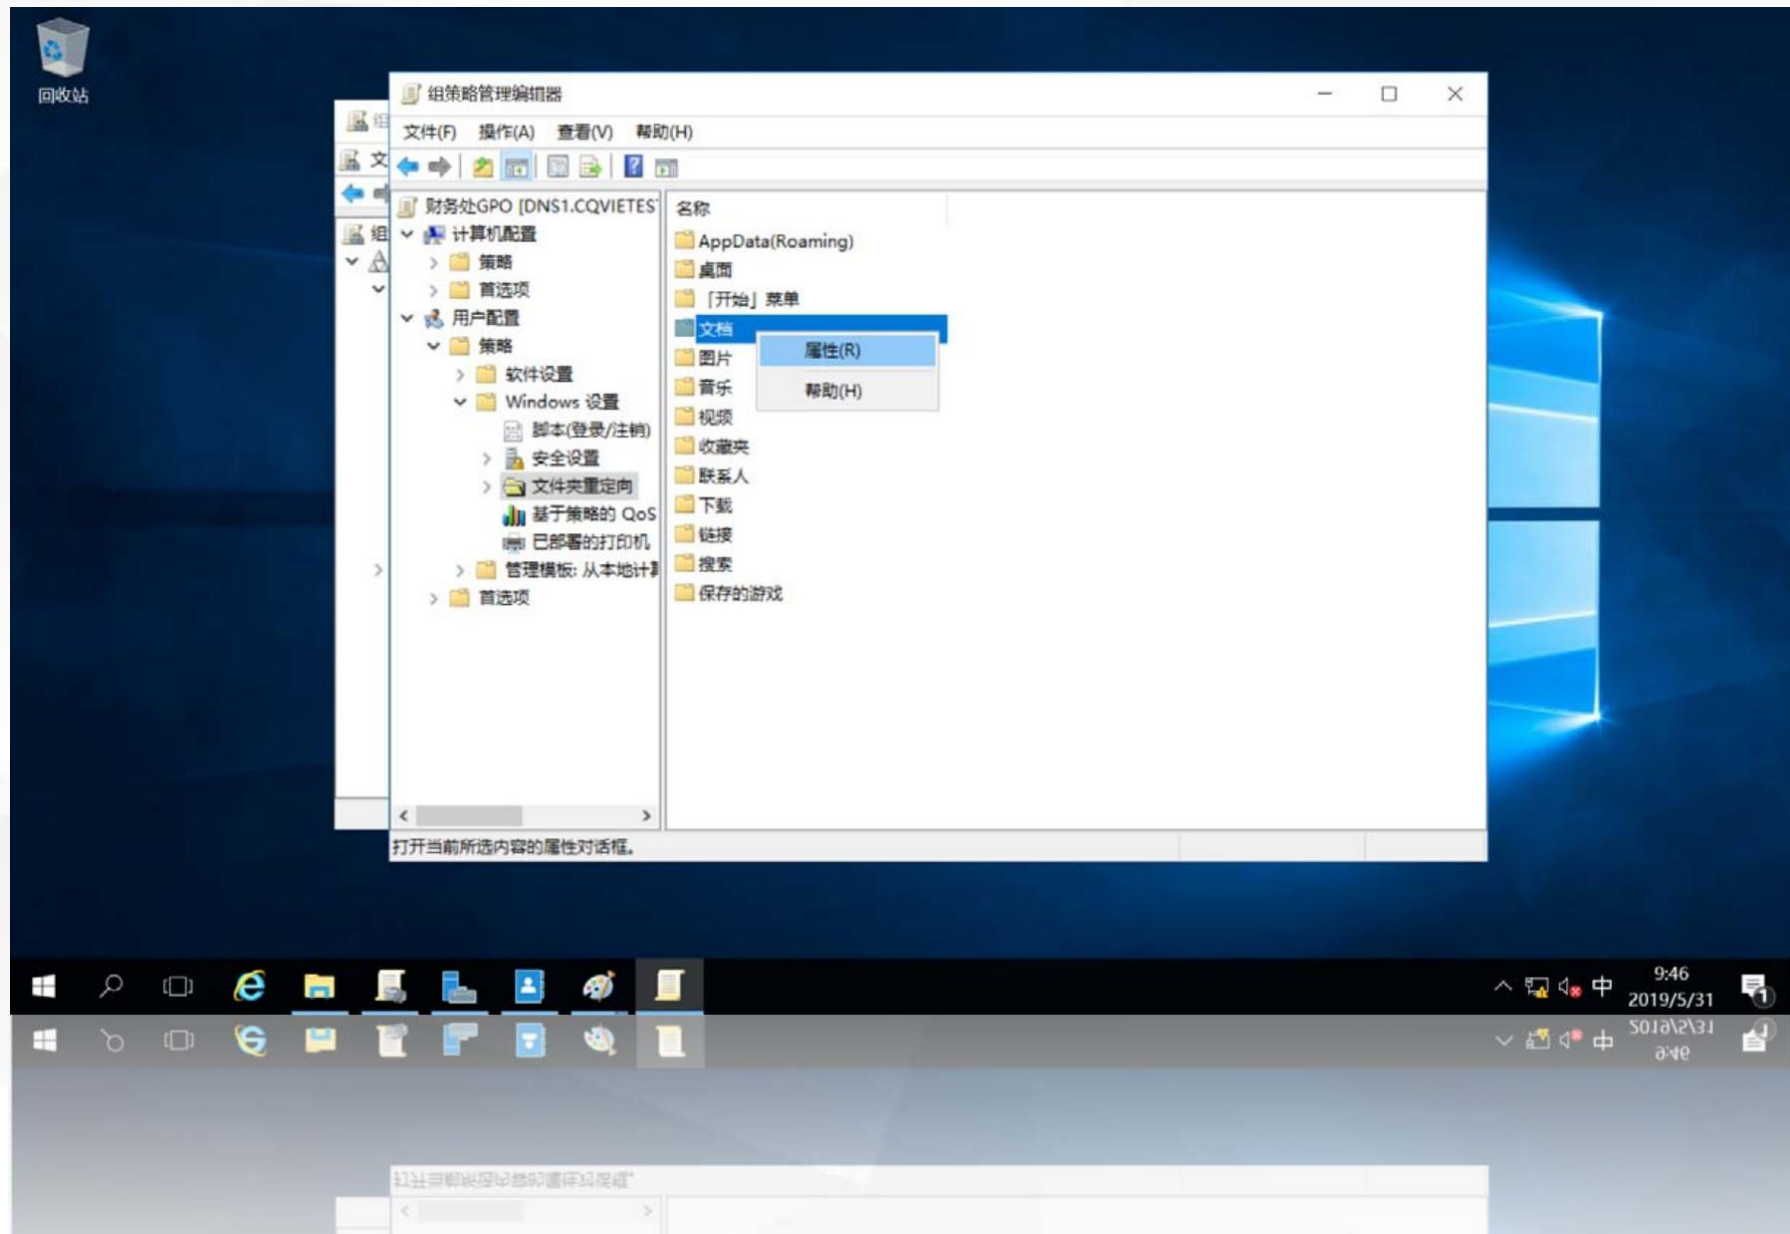 回收站
组策略管理编辑器
文件(F) 操作(A) 查看(V) 帮助(H)
组
文
组
财务处GPO [DNS1.CQVIETES
计算机配置
策略
首选项
用户配置
策略
软件设置
Windows 设置
脚本(登录/注销)
安全设置
文件夹重定向
基于策略的 QoS
已部署的打印机
管理模板: 从本地计算
首选项
名称
AppData(Roaming)
桌面
「开始」菜单
文档
图片
音乐
视频
收藏夹
联系人
下载
链接
搜索
保存的游戏
属性(R)
帮助(H)
打开当前所选内容的属性对话框。
中
9:46
2019/5/31
1